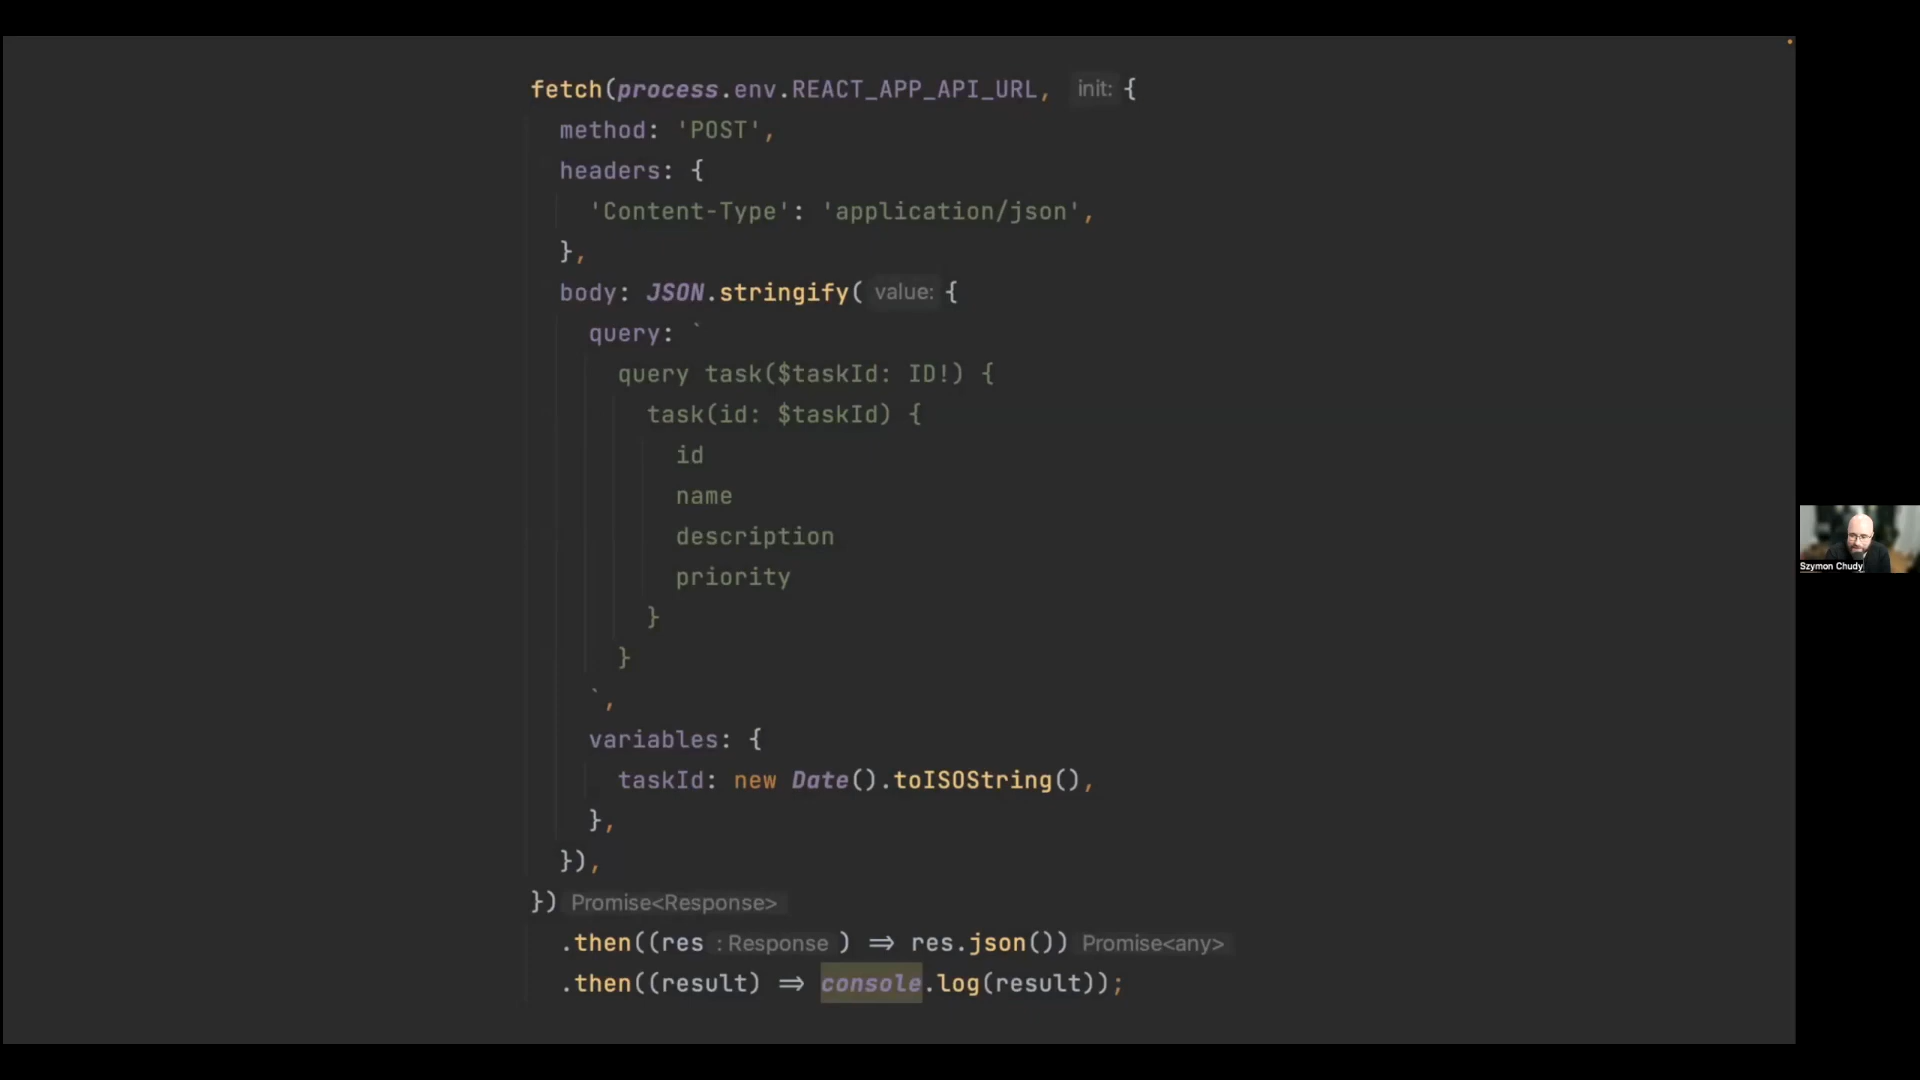 fetch(process.env.REACT_APP_API_URL, init: {
method: 'POST',
headers: {
'Content-Type': 'application/json',
},
body: JSON.stringify( value: {
query: `
query task($taskId: ID!) {
task(id: $taskId) {
id
name
description
priority
}
}
`,
variables: {
taskId: new Date().toISOString(),
},
}),
}) Promise<Response>
.then((res : Response ) ⇒ res.json()) Promise<any>
.then((result) ⇒ console.log(result));
Szymon Chudy